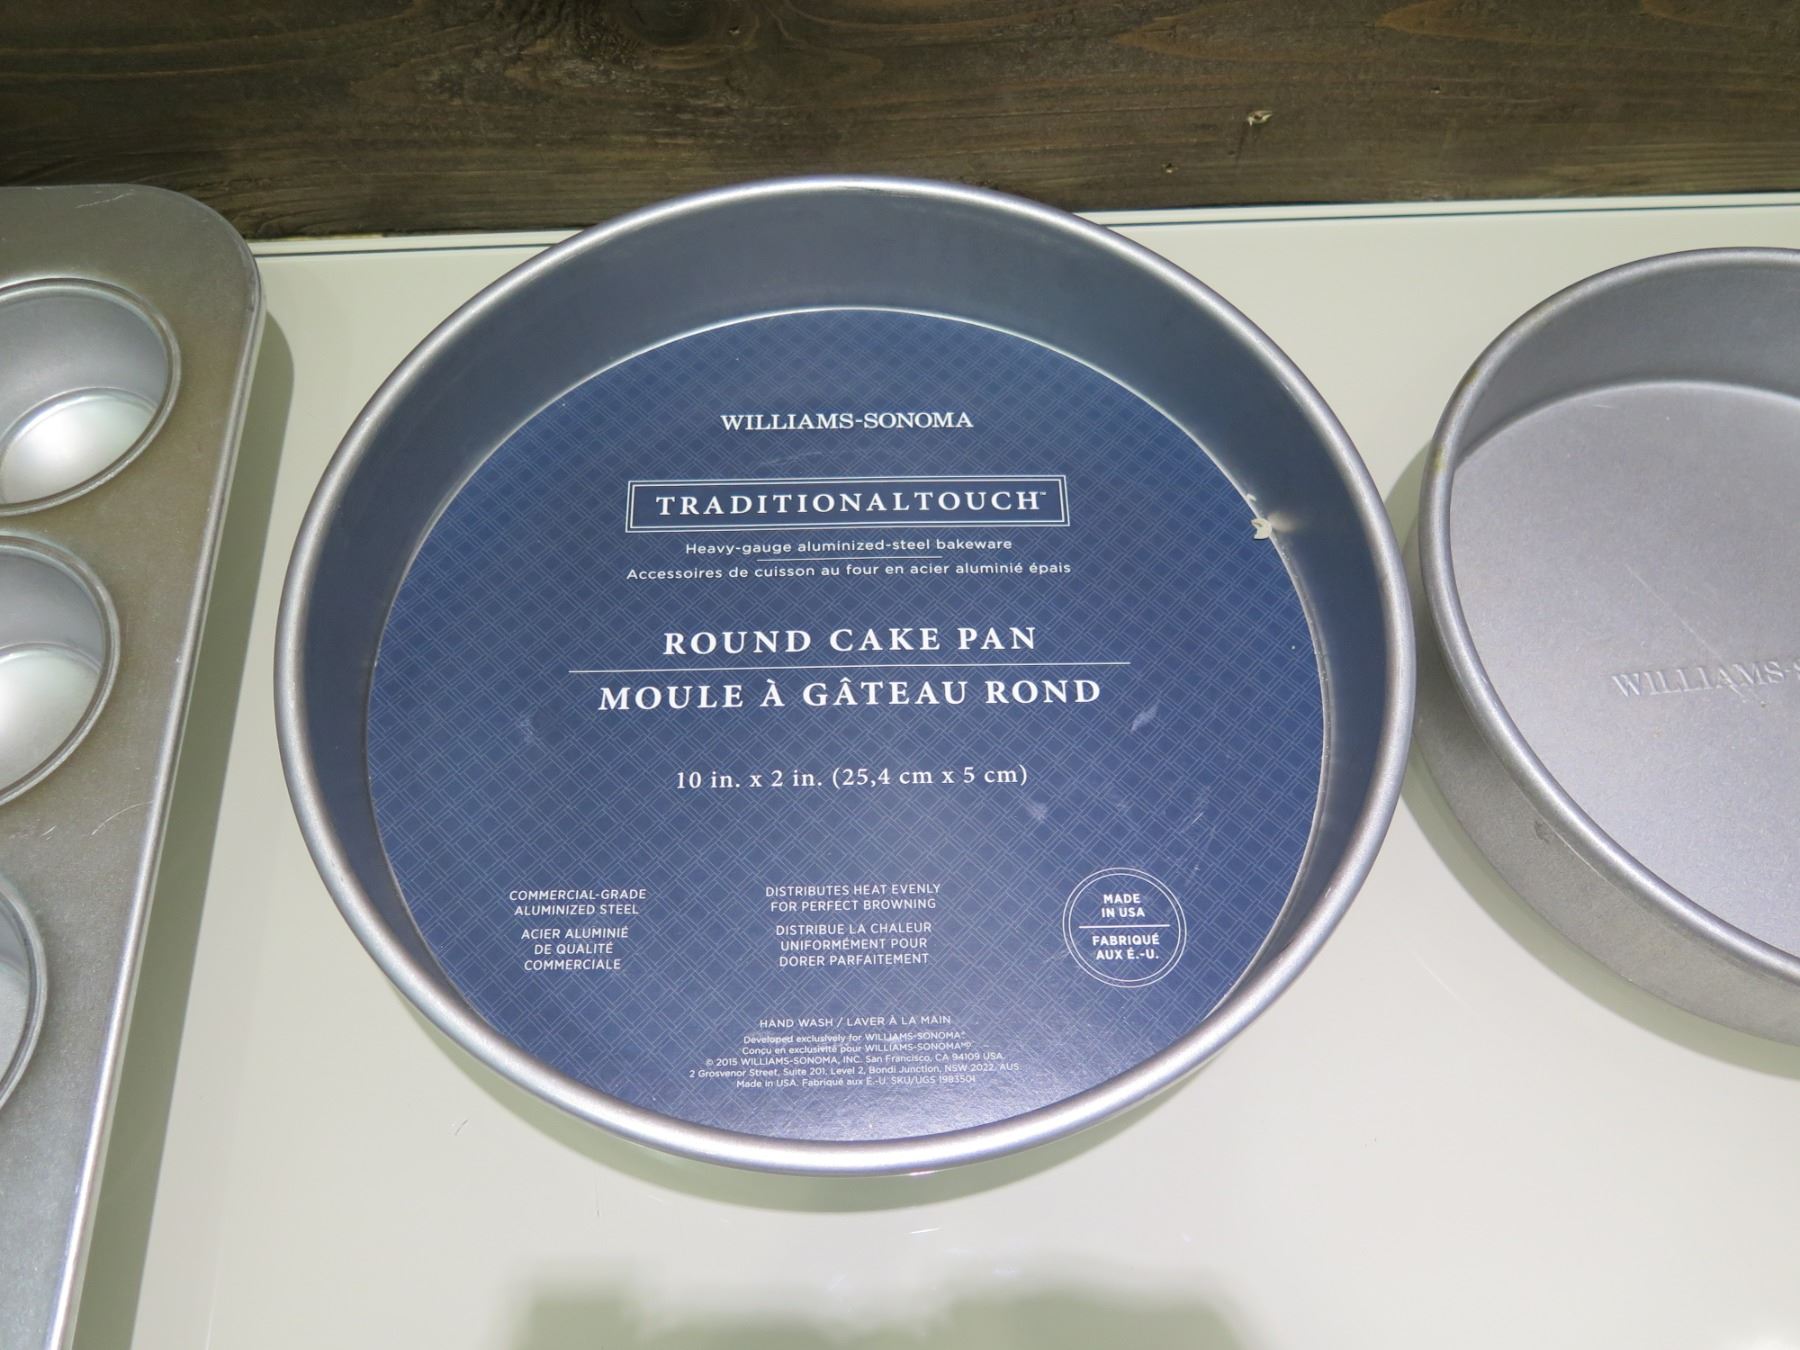 WILLIAMS-SONOMA
TRADITIONALTOUCH™
Heavy-gauge aluminized-steel bakeware
Accessoires de cuisson au four en acier aluminié épais
ROUND CAKE PAN
MOULE À GÂTEAU ROND
10 in. x 2 in. (25,4 cm x 5 cm)
COMMERCIAL-GRADE
ALUMINIZED STEEL
ACIER ALUMINIÉ
DE QUALITÉ
COMMERCIALE
DISTRIBUTES HEAT EVENLY
FOR PERFECT BROWNING
DISTRIBUE LA CHALEUR
UNIFORMÉMENT POUR
DORER PARFAITEMENT
MADE
IN USA
FABRIQUÉ
AUX É.-U.
HAND WASH / LAVER À LA MAIN
Developed exclusively for WILLIAMS-SONOMA®
Conçu en exclusivité pour WILLIAMS-SONOMA
© 2015 WILLIAMS-SONOMA, INC. San Francisco, CA 94109 USA
2 Grosvenor Street, Suite 201, Level 2, Bondi Junction, NSW 2022, AUS
Made in USA. Fabriqué aux É.-U. SKU/UGS 1983501
WILLIAMS-S